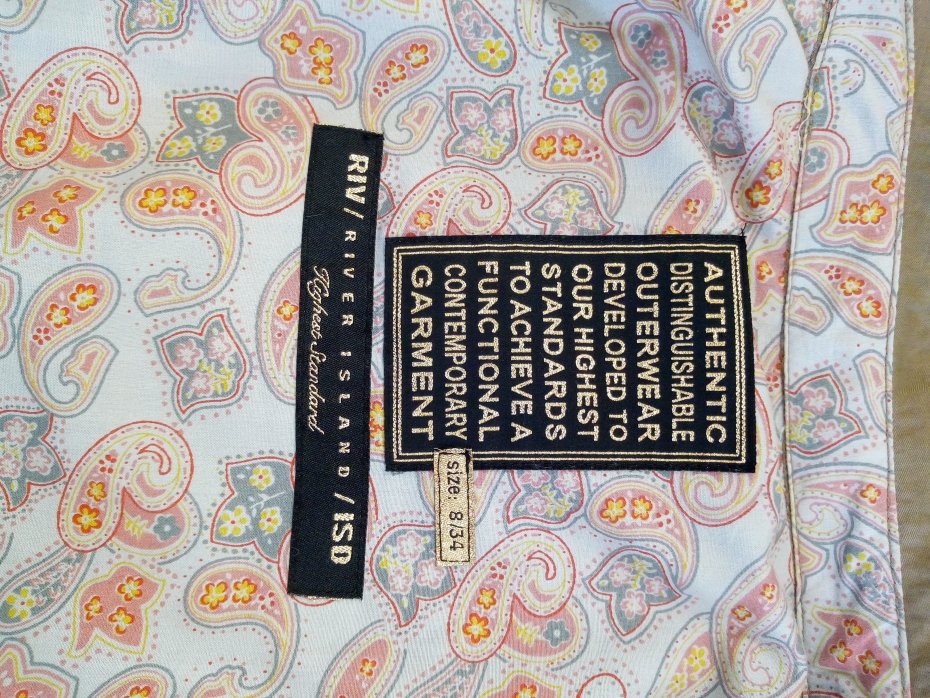 AUTHENTIC
DISTINGUISHABLE
OUTERWEAR
DEVELOPED TO
OUR HIGHEST
STANDARDS
TO ACHIEVE A
FUNCTIONAL
CONTEMPORARY
GARMENT
size: 8/34
RIV/RIVER ISLAND/ISD
Highest Standard